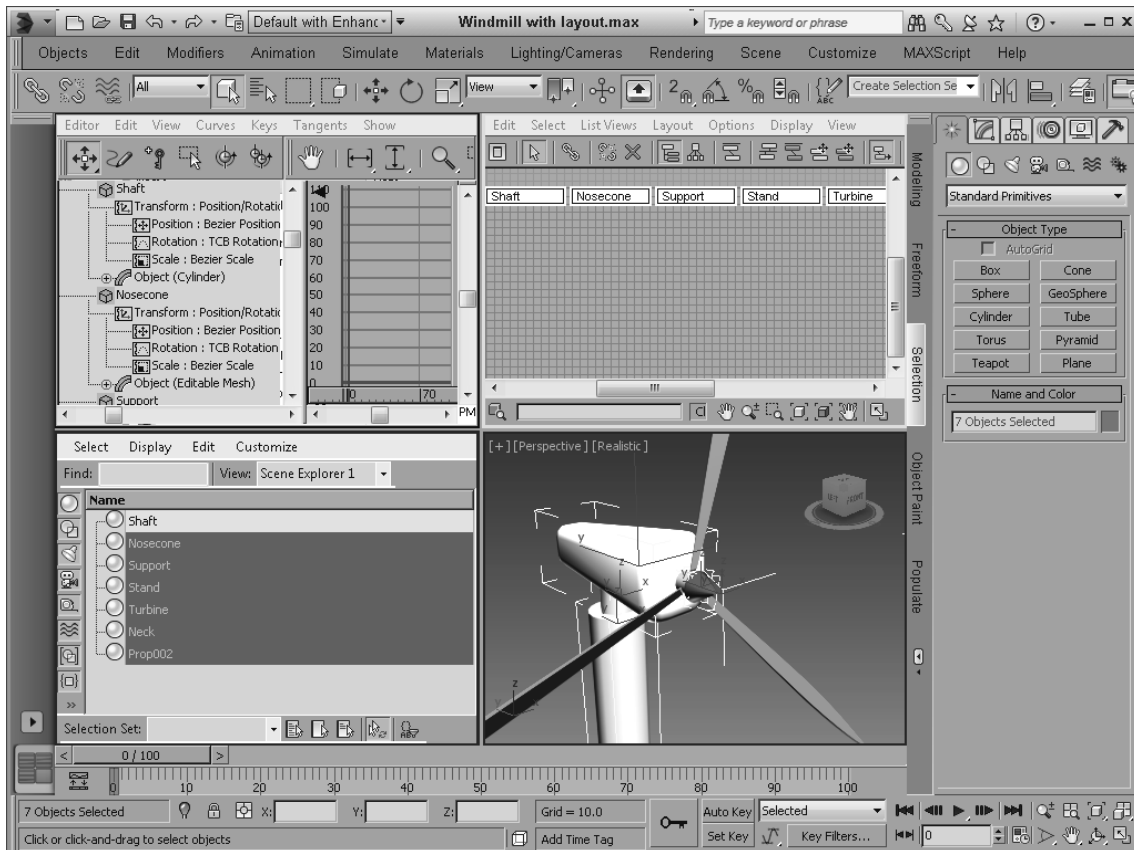 Default with Enhanc
Windmill with layout.max
Type a keyword or phrase
Objects Edit Modifiers Animation Simulate Materials Lighting/Cameras Rendering Scene Customize MAXScript Help
All
View
Create Selection Se
Editor Edit View Curves Keys Tangents Show
Edit Select List Views Layout Options Display View
Shaft
Transform : Position/Rotatio
Position : Bezier Position
Rotation : TCB Rotation
Scale : Bezier Scale
Object (Cylinder)
Nosecone
Transform : Position/Rotatio
Position : Bezier Position
Rotation : TCB Rotation
Scale : Bezier Scale
Object (Editable Mesh)
Support
100
90
80
70
60
50
40
30
20
10
0
70
PM
Shaft Nosecone Support Stand Turbine
Modeling
Freeform
Selection
Object Paint
Populate
Standard Primitives
- Object Type
AutoGrid
Box Cone
Sphere GeoSphere
Cylinder Tube
Torus Pyramid
Teapot Plane
- Name and Color
7 Objects Selected
Select Display Edit Customize
Find: View: Scene Explorer 1
Name
Shaft
Nosecone
Support
Stand
Turbine
Neck
Prop002
Selection Set:
[+] [Perspective] [Realistic]
0 / 100
0 10 20 30 40 50 60 70 80 90 100
7 Objects Selected X: Y: Z: Grid = 10.0 Auto Key Selected
Click or click-and-drag to select objects Add Time Tag Set Key Key Filters... 0